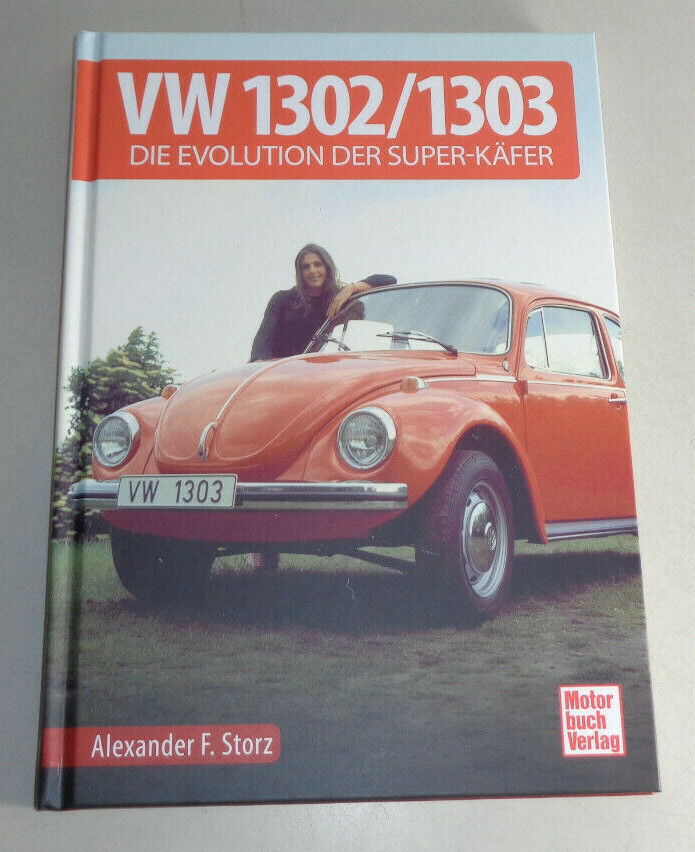 VW 1302/1303
DIE EVOLUTION DER SUPER-KÄFER
VW 1303
Alexander F. Storz
Motor
buch
Verlag